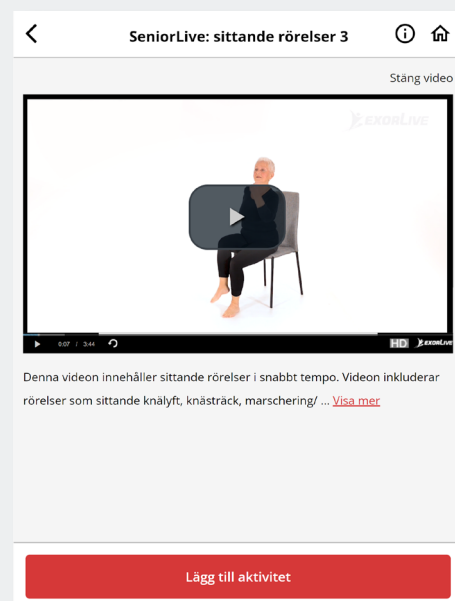 SeniorLive: sittande rörelser 3
Stäng video
EXORLIVE
0:07 / 3:44
HD EXORLIVE
Denna videon innehåller sittande rörelser i snabbt tempo. Videon inkluderar
rörelser som sittande knälyft, knästräck, marschering/ ... Visa mer
Lägg till aktivitet